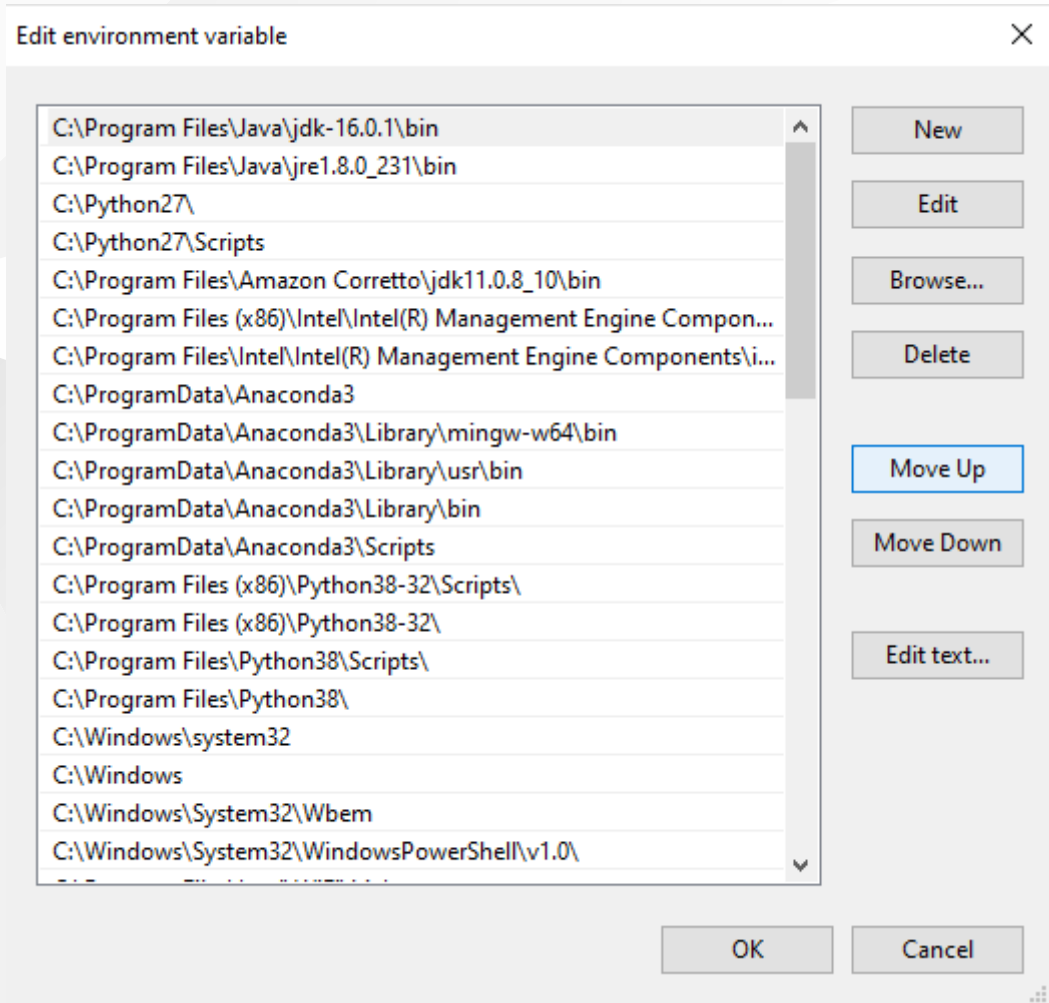 Edit environment variable
C:\Program Files\Java\jdk-16.0.1\bin
C:\Program Files\Java\jre1.8.0_231\bin
C:\Python27\
C:\Python27\Scripts
C:\Program Files\Amazon Corretto\jdk11.0.8_10\bin
C:\Program Files (x86)\Intel\Intel(R) Management Engine Compon...
C:\Program Files\Intel\Intel(R) Management Engine Components\i...
C:\ProgramData\Anaconda3
C:\ProgramData\Anaconda3\Library\mingw-w64\bin
C:\ProgramData\Anaconda3\Library\usr\bin
C:\ProgramData\Anaconda3\Library\bin
C:\ProgramData\Anaconda3\Scripts
C:\Program Files (x86)\Python38-32\Scripts\
C:\Program Files (x86)\Python38-32\
C:\Program Files\Python38\Scripts\
C:\Program Files\Python38\
C:\Windows\system32
C:\Windows
C:\Windows\System32\Wbem
C:\Windows\System32\WindowsPowerShell\v1.0\
New
Edit
Browse...
Delete
Move Up
Move Down
Edit text...
OK
Cancel